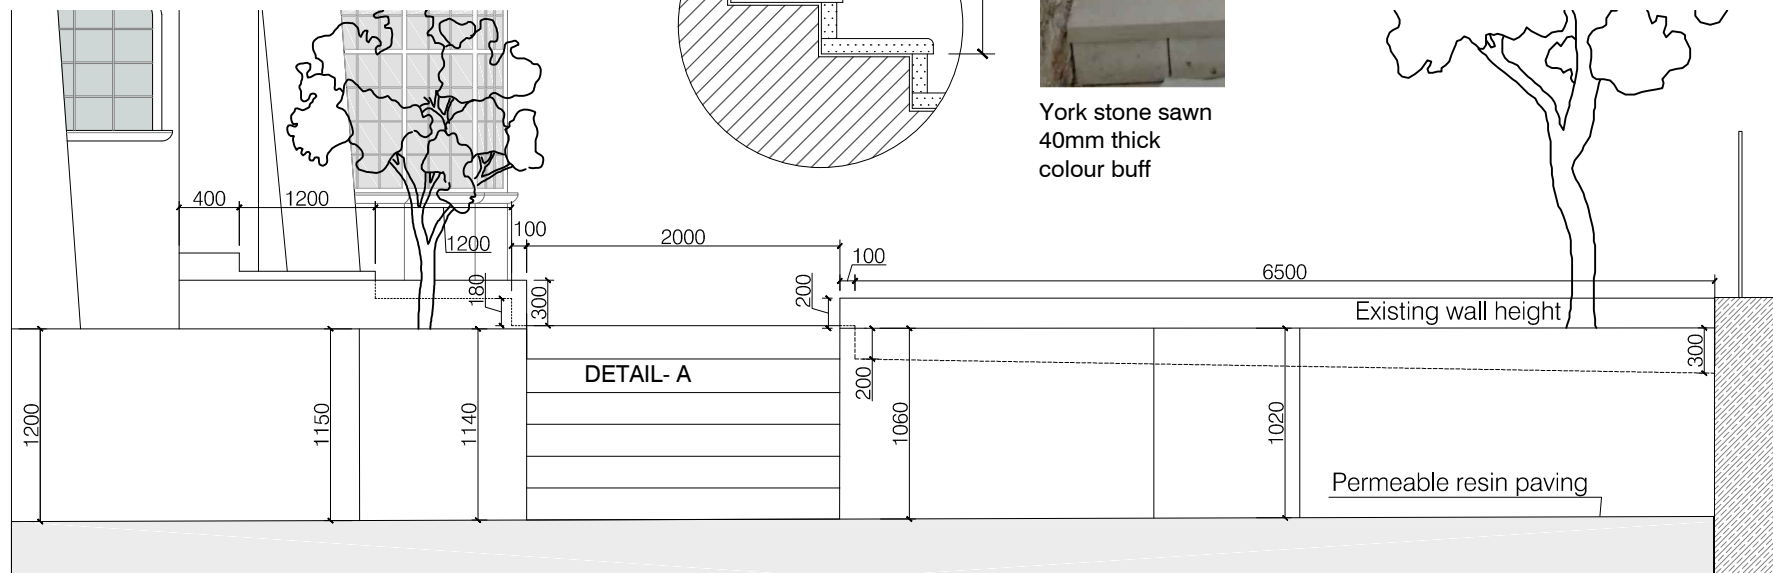 York stone sawn
40mm thick
colour buff
400
1200
1200
100
2000
100
6500
180
300
200
Existing wall height
300
DETAIL- A
200
1200
1150
1140
1060
1020
Permeable resin paving